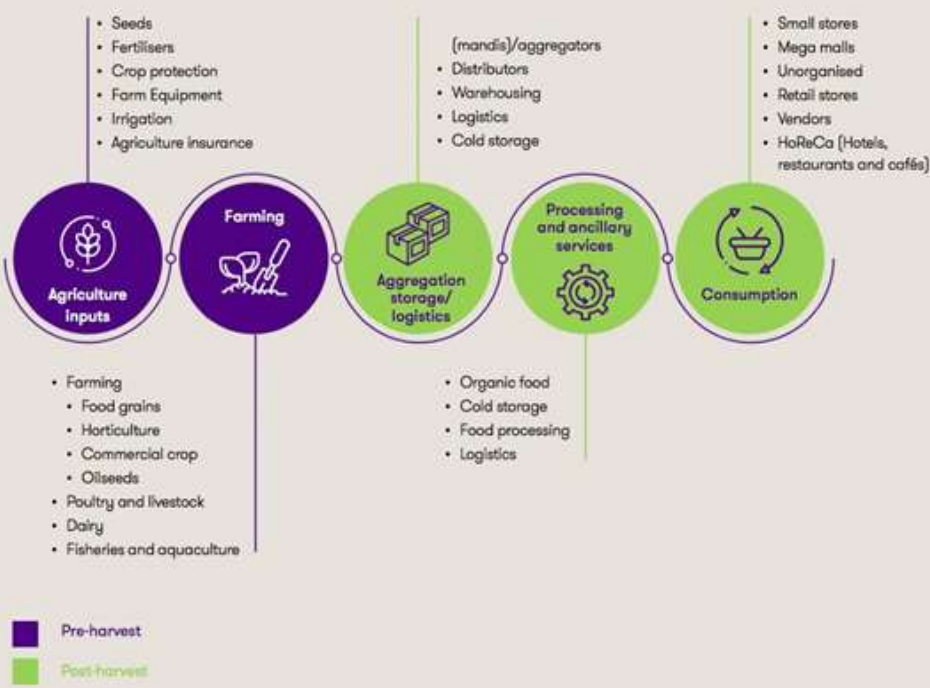 • Seeds
• Fertilisers
• Crop protection
• Farm Equipment
• Irrigation
• Agriculture insurance
(mandis)/aggregators
• Distributors
• Warehousing
• Logistics
• Cold storage
• Small stores
• Mega malls
• Unorganised
• Retail stores
• Vendors
• HoReCa (Hotels,
restaurants and cafés)
Agriculture
inputs
Farming
Aggregation
storage/
logistics
Processing
and ancillary
services
Consumption
• Farming
• Food grains
• Horticulture
• Commercial crop
• Oilseeds
• Poultry and livestock
• Dairy
• Fisheries and aquaculture
• Organic food
• Cold storage
• Food processing
• Logistics
Pre-harvest
Post-harvest